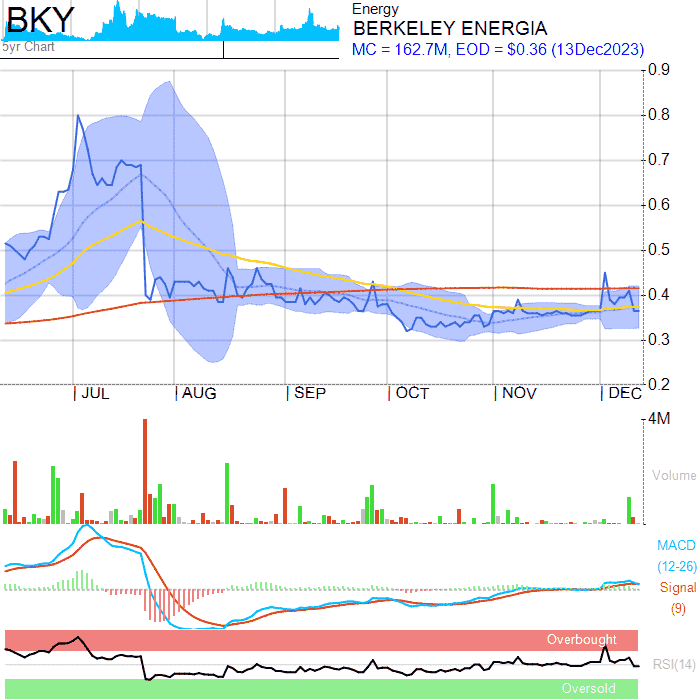 BKY
5yr Chart
Energy
BERKELEY ENERGIA
MC = 162.7M, EOD = $0.36 (13Dec2023)
0.9
0.8
0.7
0.6
0.5
0.4
0.3
0.2
JUL AUG SEP OCT NOV DEC
4M
Volume
MACD
(12-26)
Signal
(9)
Overbought
RSI(14)
Oversold